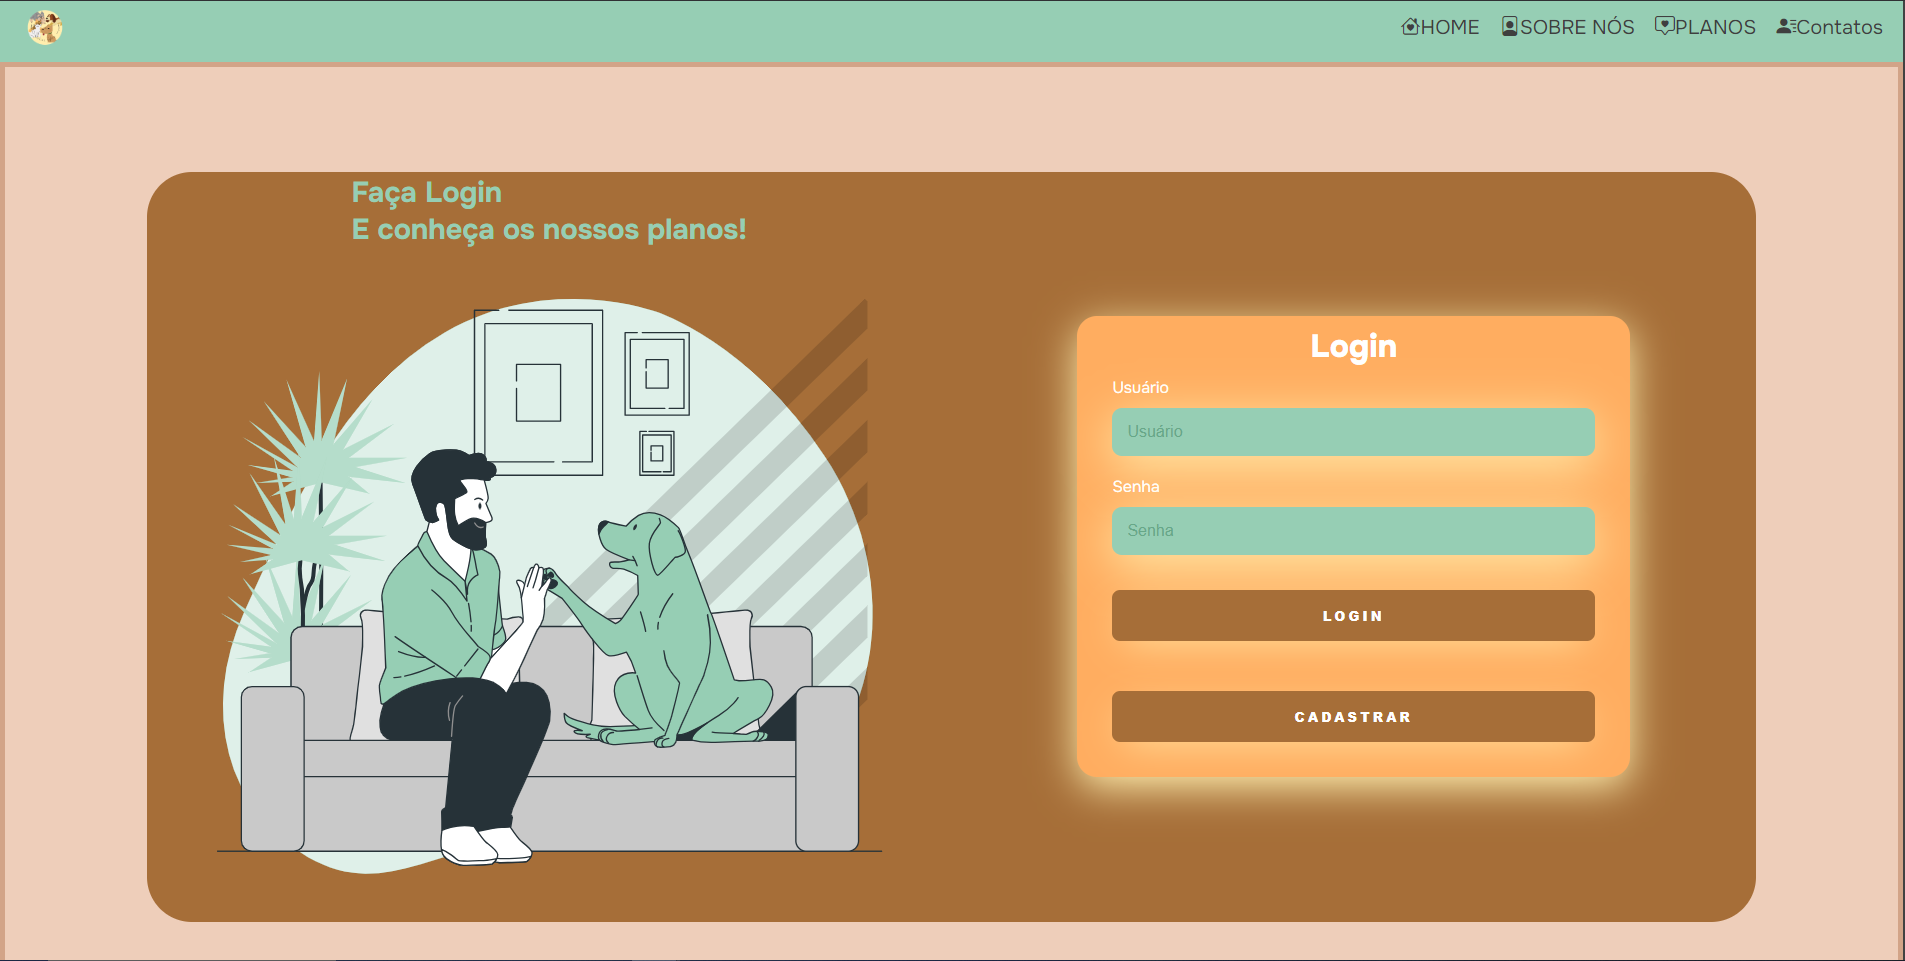 HOME SOBRE NÓS PLANOS Contatos
Faça Login
E conheça os nossos planos!
Login
Usuário
Usuário
Senha
Senha
LOGIN
CADASTRAR